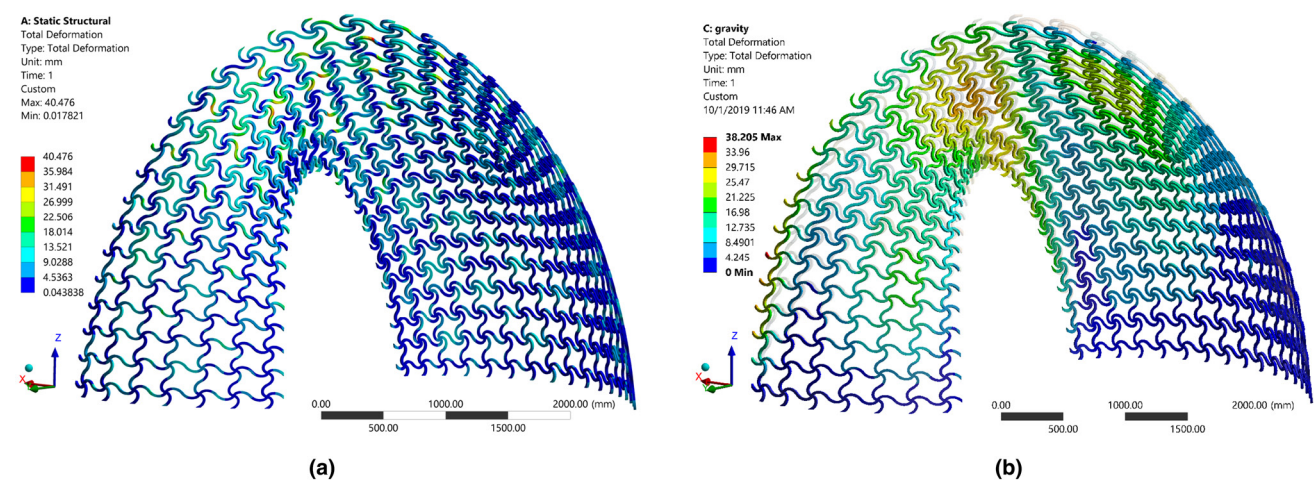 A: Static Structural
Total Deformation
Type: Total Deformation
Unit: mm
Time: 1
Custom
Max: 40.476
Min: 0.017821
40.476
35.984
31.491
26.999
22.506
18.014
13.521
9.0288
4.5363
0.043838
Z
X
0.00
1000.00
2000.00 (mm)
500.00
1500.00
(a)
C: gravity
Total Deformation
Type: Total Deformation
Unit: mm
Time: 1
Custom
10/1/2019 11:46 AM
38.205 Max
33.96
29.715
25.47
21.225
16.98
12.735
8.4901
4.245
0 Min
Z
X
0.00
1000.00
2000.00 (mm)
500.00
1500.00
(b)